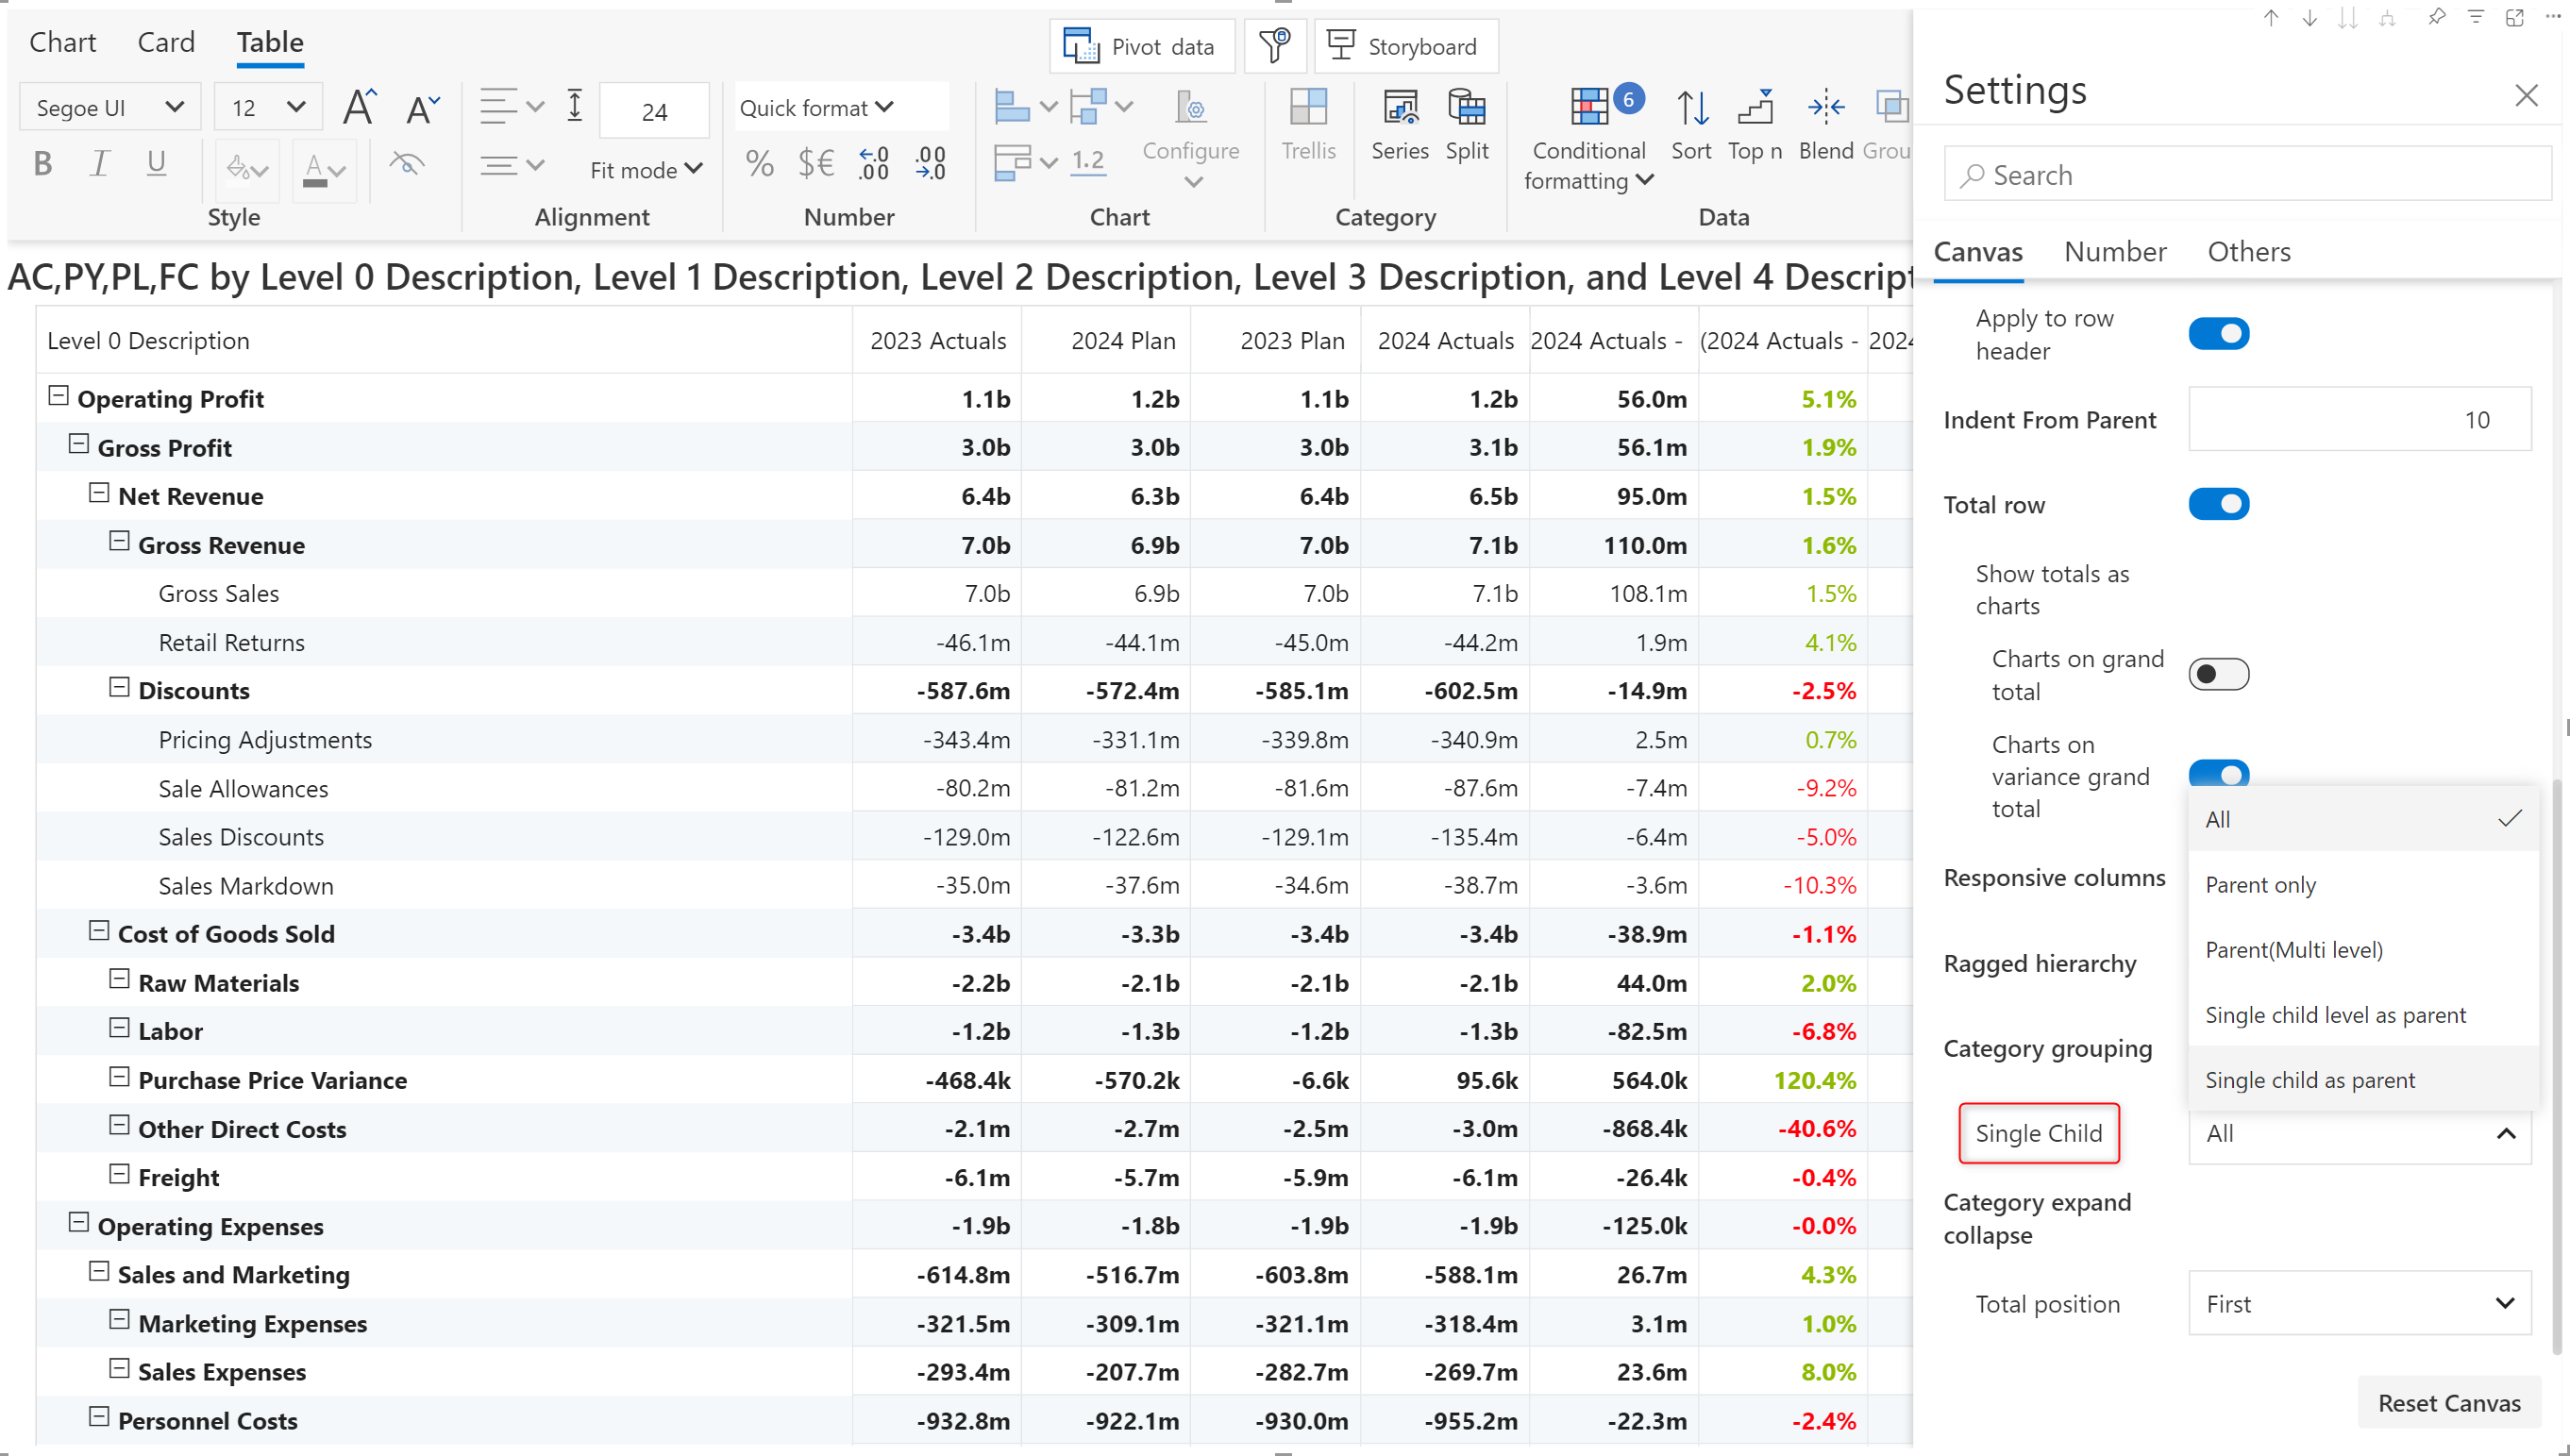 Chart Card Table
Pivot data Storyboard
Segoe UI 12 A A 24 Quick format
6
B I U A Fit mode % $€ ←.0 .00 .00 →.0 1.2 Configure Trellis Series Split Conditional formatting Sort Top n Blend Grou
Style Alignment Number Chart Category Data
AC,PY,PL,FC by Level 0 Description, Level 1 Description, Level 2 Description, Level 3 Description, and Level 4 Descript
Level 0 Description 2023 Actuals 2024 Plan 2023 Plan 2024 Actuals 2024 Actuals - (2024 Actuals - 2024
Operating Profit 1.1b 1.2b 1.1b 1.2b 56.0m 5.1%
Gross Profit 3.0b 3.0b 3.0b 3.1b 56.1m 1.9%
Net Revenue 6.4b 6.3b 6.4b 6.5b 95.0m 1.5%
Gross Revenue 7.0b 6.9b 7.0b 7.1b 110.0m 1.6%
Gross Sales 7.0b 6.9b 7.0b 7.1b 108.1m 1.5%
Retail Returns -46.1m -44.1m -45.0m -44.2m 1.9m 4.1%
Discounts -587.6m -572.4m -585.1m -602.5m -14.9m -2.5%
Pricing Adjustments -343.4m -331.1m -339.8m -340.9m 2.5m 0.7%
Sale Allowances -80.2m -81.2m -81.6m -87.6m -7.4m -9.2%
Sales Discounts -129.0m -122.6m -129.1m -135.4m -6.4m -5.0%
Sales Markdown -35.0m -37.6m -34.6m -38.7m -3.6m -10.3%
Cost of Goods Sold -3.4b -3.3b -3.4b -3.4b -38.9m -1.1%
Raw Materials -2.2b -2.1b -2.1b -2.1b 44.0m 2.0%
Labor -1.2b -1.3b -1.2b -1.3b -82.5m -6.8%
Purchase Price Variance -468.4k -570.2k -6.6k 95.6k 564.0k 120.4%
Other Direct Costs -2.1m -2.7m -2.5m -3.0m -868.4k -40.6%
Freight -6.1m -5.7m -5.9m -6.1m -26.4k -0.4%
Operating Expenses -1.9b -1.8b -1.9b -1.9b -125.0k -0.0%
Sales and Marketing -614.8m -516.7m -603.8m -588.1m 26.7m 4.3%
Marketing Expenses -321.5m -309.1m -321.1m -318.4m 3.1m 1.0%
Sales Expenses -293.4m -207.7m -282.7m -269.7m 23.6m 8.0%
Personnel Costs -932.8m -922.1m -930.0m -955.2m -22.3m -2.4%
Settings
Search
Canvas Number Others
Apply to row
header
Indent From Parent 10
Total row
Show totals as
charts
Charts on grand
total
Charts on
variance grand
total
All
Responsive columns
Parent only
Parent(Multi level)
Ragged hierarchy
Single child level as parent
Category grouping
Single child as parent
Single Child All
Category expand
collapse
Total position First
Reset Canvas